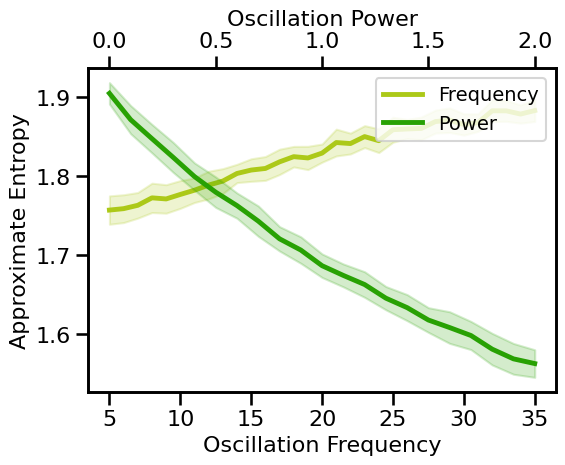 Oscillation Power
0.0 0.5 1.0 1.5 2.0
Frequency
Power
Approximate Entropy
1.9
1.8
1.7
1.6
5 10 15 20 25 30 35
Oscillation Frequency